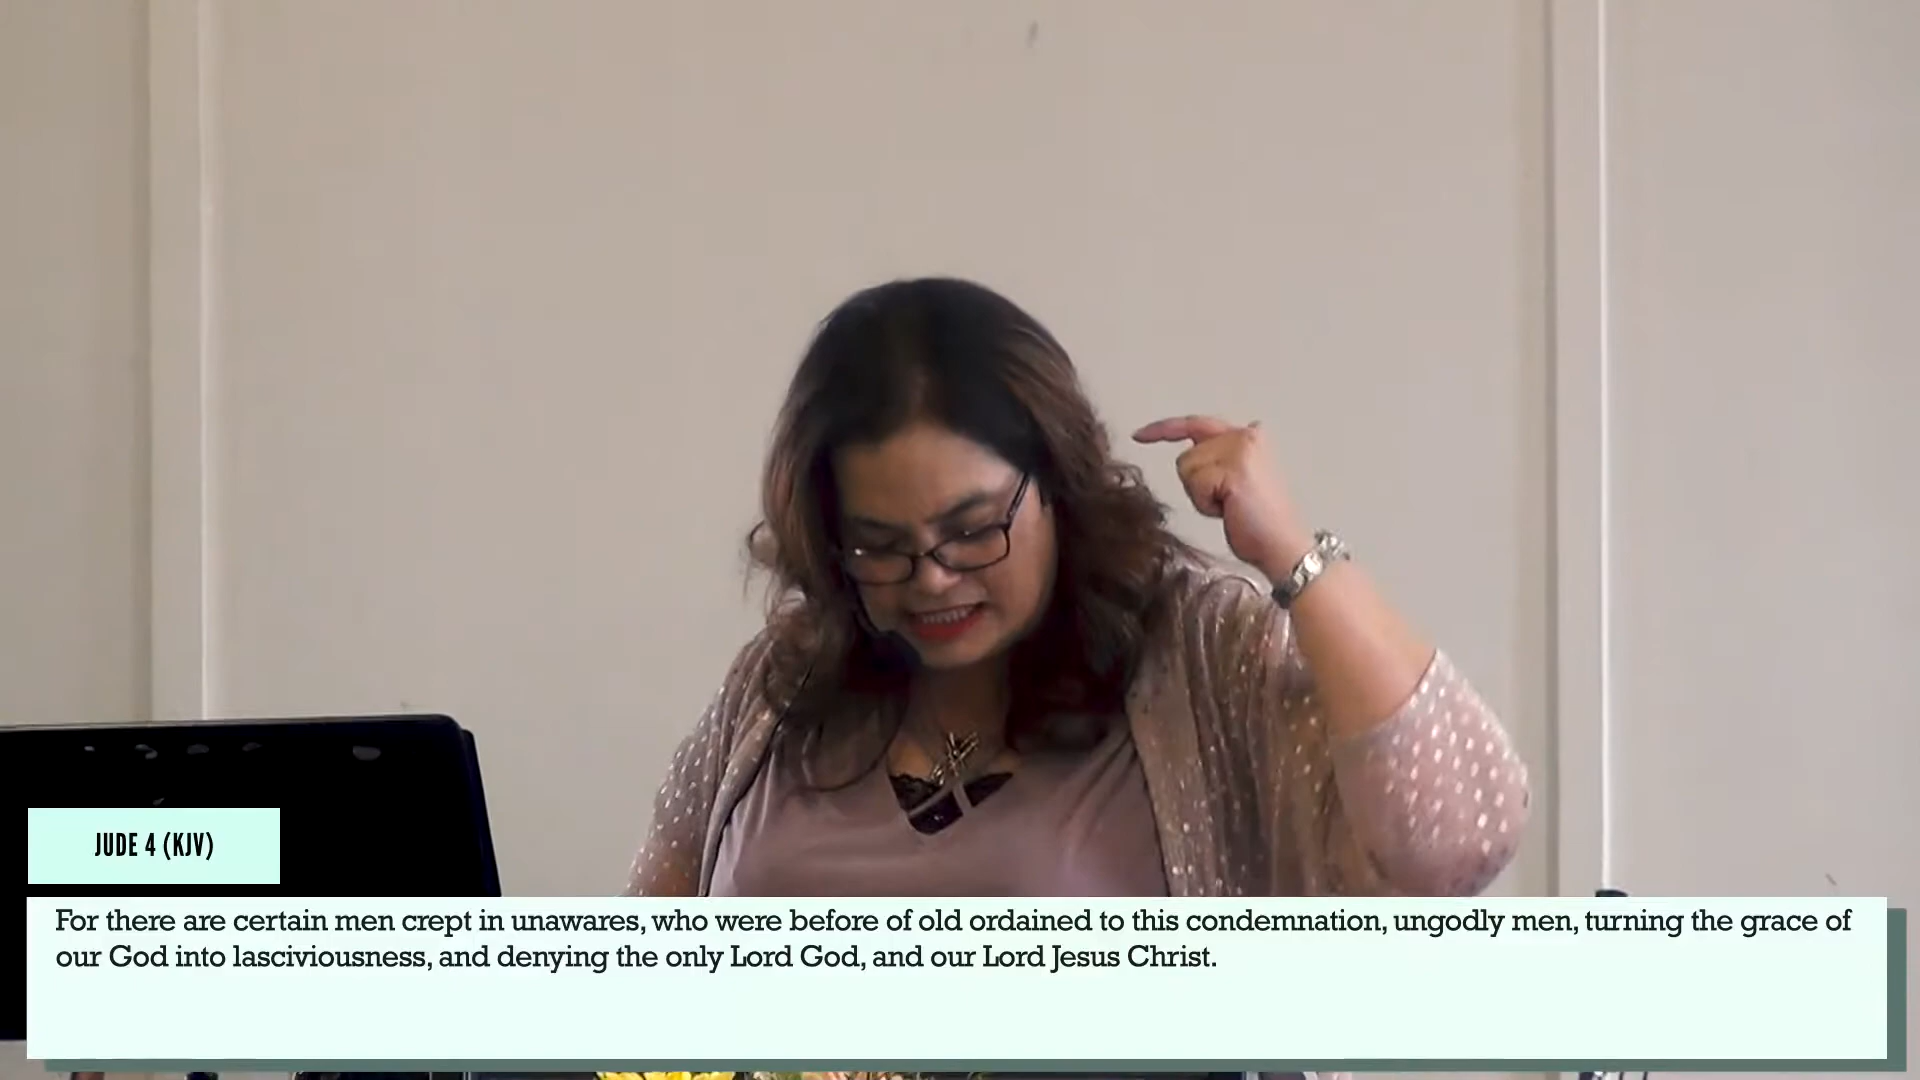 JUDE 4 (KJV)
For there are certain men crept in unawares, who were before of old ordained to this condemnation, ungodly men, turning the grace of
our God into lasciviousness, and denying the only Lord God, and our Lord Jesus Christ.